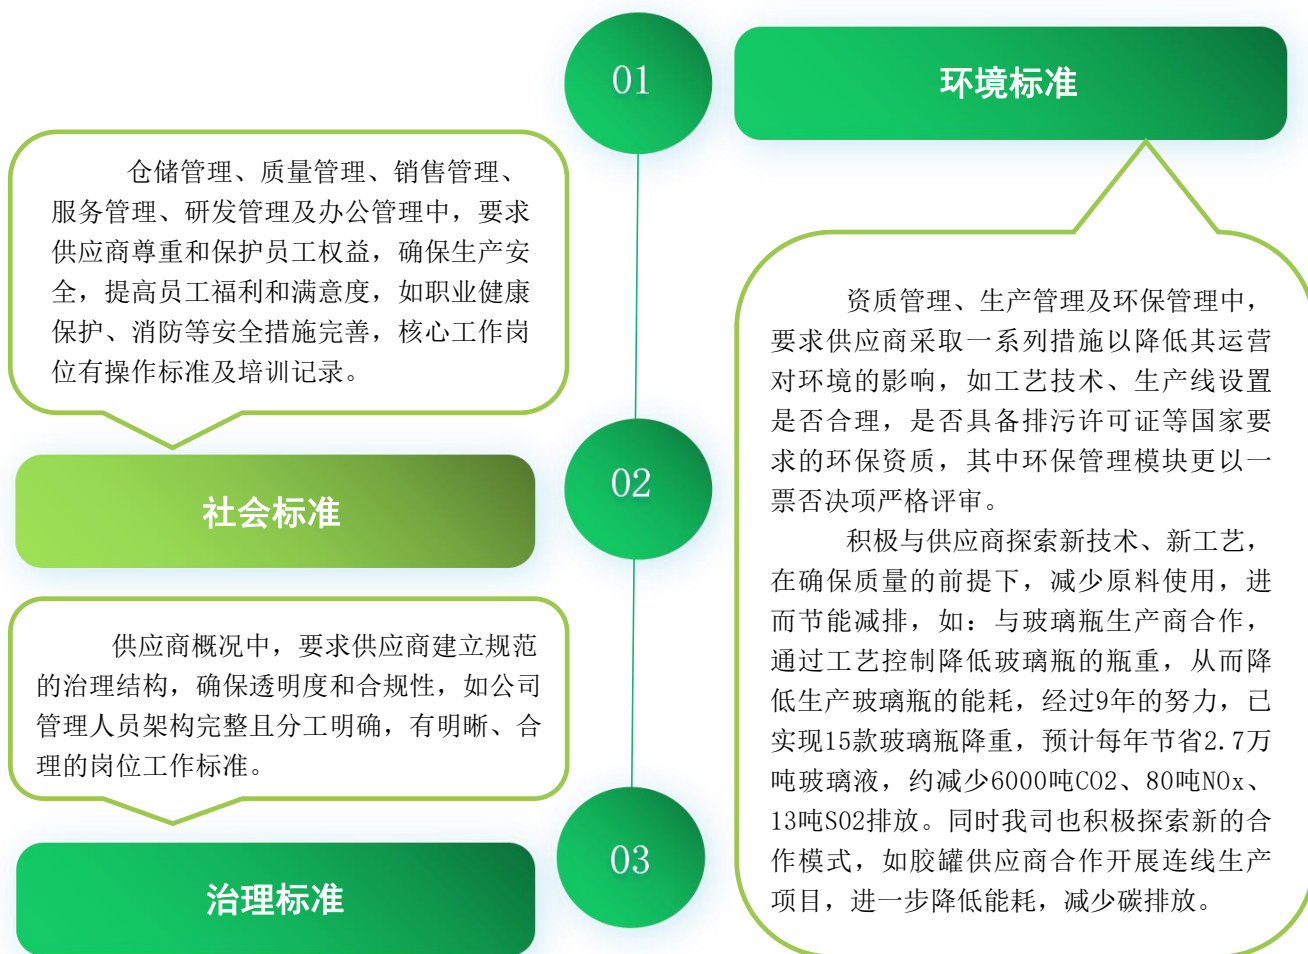 01
环境标准
资质管理、生产管理及环保管理中，
要求供应商采取一系列措施以降低其运营
对环境的影响，如工艺技术、生产线设置
是否合理，是否具备排污许可证等国家要
求的环保资质，其中环保管理模块更以一
票否决项严格评审。
积极与供应商探索新技术、新工艺，
在确保质量的前提下，减少原料使用，进
而节能减排，如：与玻璃瓶生产商合作，
通过工艺控制降低玻璃瓶的瓶重，从而降
低生产玻璃瓶的能耗，经过9年的努力，已
实现15款玻璃瓶降重，预计每年节省2.7万
吨玻璃液，约减少6000吨CO2、80吨NOx、
13吨SO2排放。同时我司也积极探索新的合
作模式，如胶罐供应商合作开展连线生产
项目，进一步降低能耗，减少碳排放。
仓储管理、质量管理、销售管理、
服务管理、研发管理及办公管理中，要求
供应商尊重和保护员工权益，确保生产安
全，提高员工福利和满意度，如职业健康
保护、消防等安全措施完善，核心工作岗
位有操作标准及培训记录。
02
社会标准
供应商概况中，要求供应商建立规范
的治理结构，确保透明度和合规性，如公司
管理人员架构完整且分工明确，有明晰、合
理的岗位工作标准。
03
治理标准